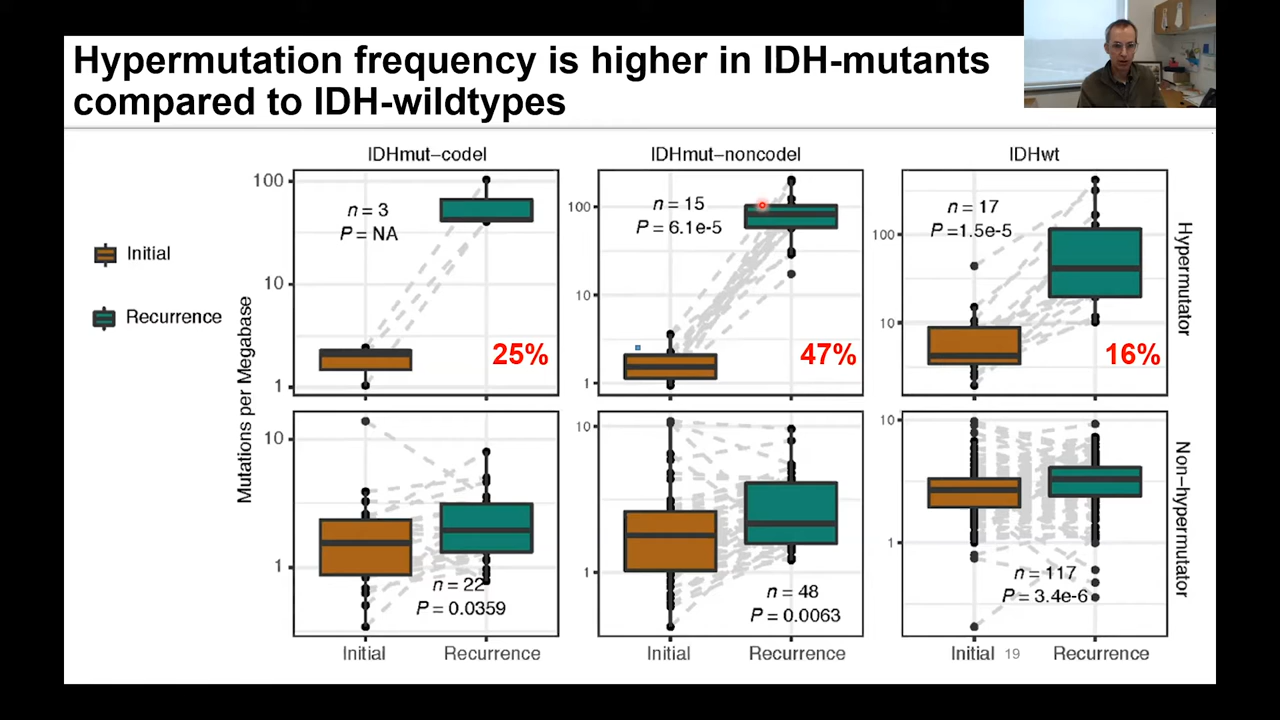 Hypermutation frequency is higher in IDH-mutants
compared to IDH-wildtypes
IDHmut–codel
IDHmut–noncodel
IDHwt
Initial
Recurrence
Mutations per Megabase
100
10
1
n = 3
P = NA
25%
100
10
1
n = 15
P = 6.1e-5
47%
100
10
n = 17
P =1.5e-5
16%
Hypermutator
10
1
n = 22
P = 0.0359
10
1
n = 48
P = 0.0063
10
1
n = 117
P = 3.4e-6
Non–hypermutator
Initial
Recurrence
Initial
Recurrence
Initial
19
Recurrence